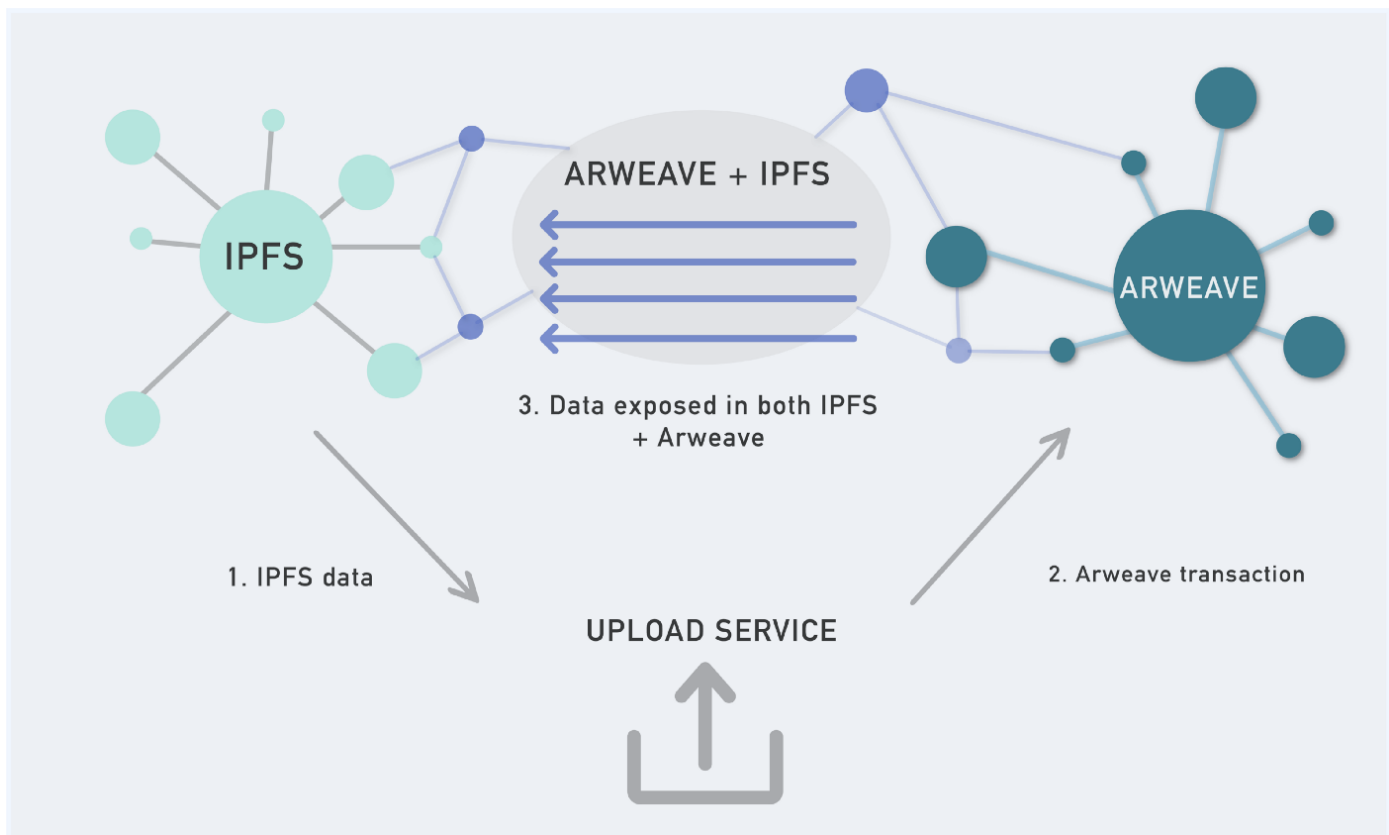 IPFS
ARWEAVE + IPFS
ARWEAVE
3. Data exposed in both IPFS
+ Arweave
1. IPFS data
2. Arweave transaction
UPLOAD SERVICE